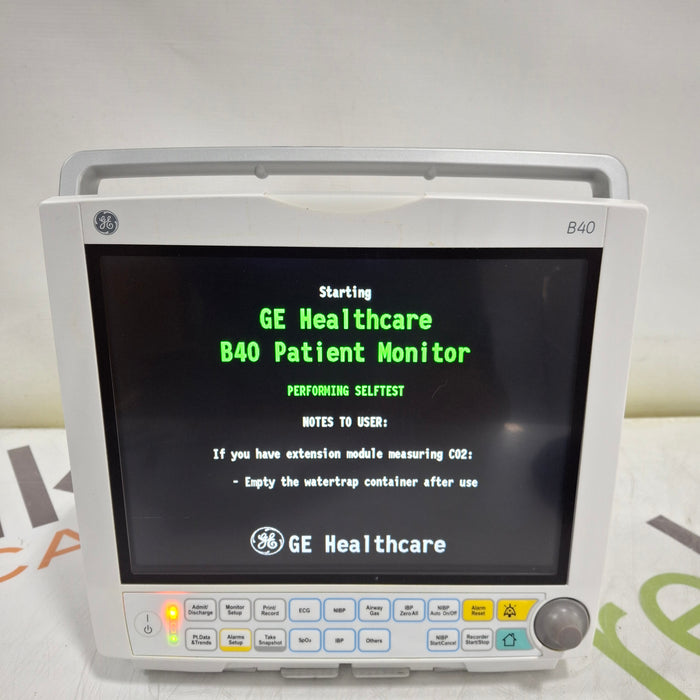 GE
B40
Starting
GE Healthcare
B40 Patient Monitor
PERFORMING SELFTEST
NOTES TO USER:
If you have extension module measuring CO2:
- Empty the watertrap container after use
GE GE Healthcare
Admit/ Discharge
Monitor Setup
Print/ Record
ECG
NIBP
Airway Gas
IBP Zero All
NIBP Auto On/Off
Alarm Reset
Pt.Data & Trends
Alarms Setup
Take Snapshot
SpO2
IBP
Others
NIBP Start/Cancel
Recorder Start/Stop